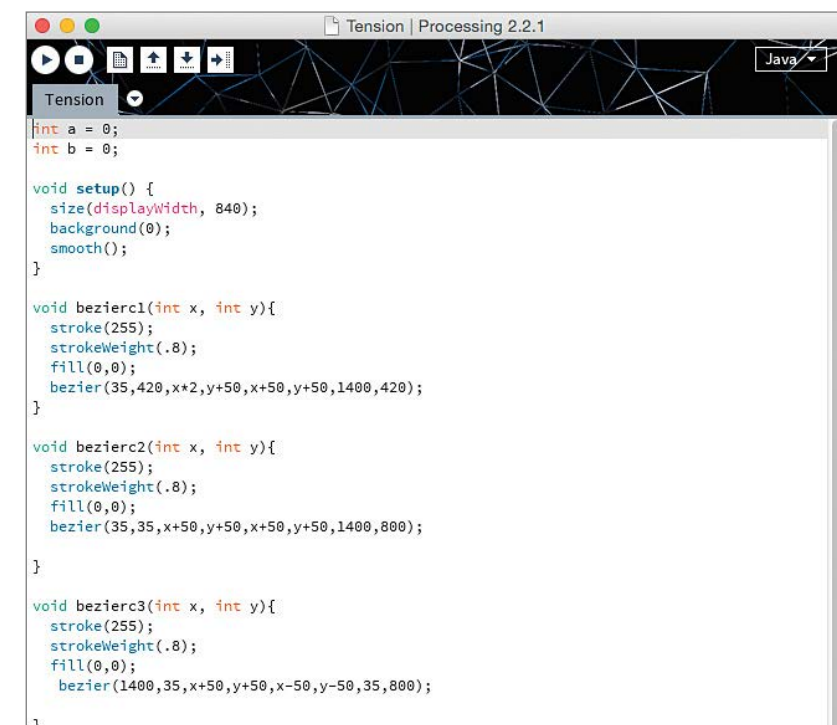 Tension | Processing 2.2.1
Java
Tension
int a = 0;
int b = 0;

void setup() {
  size(displayWidth, 840);
  background(0);
  smooth();
}

void bezierc1(int x, int y){
  stroke(255);
  strokeWeight(.8);
  fill(0,0);
  bezier(35,420,x*2,y+50,x+50,y+50,1400,420);
}

void bezierc2(int x, int y){
  stroke(255);
  strokeWeight(.8);
  fill(0,0);
  bezier(35,35,x+50,y+50,x+50,y+50,1400,800);

}

void bezierc3(int x, int y){
  stroke(255);
  strokeWeight(.8);
  fill(0,0);
   bezier(1400,35,x+50,y+50,x-50,y-50,35,800);

}